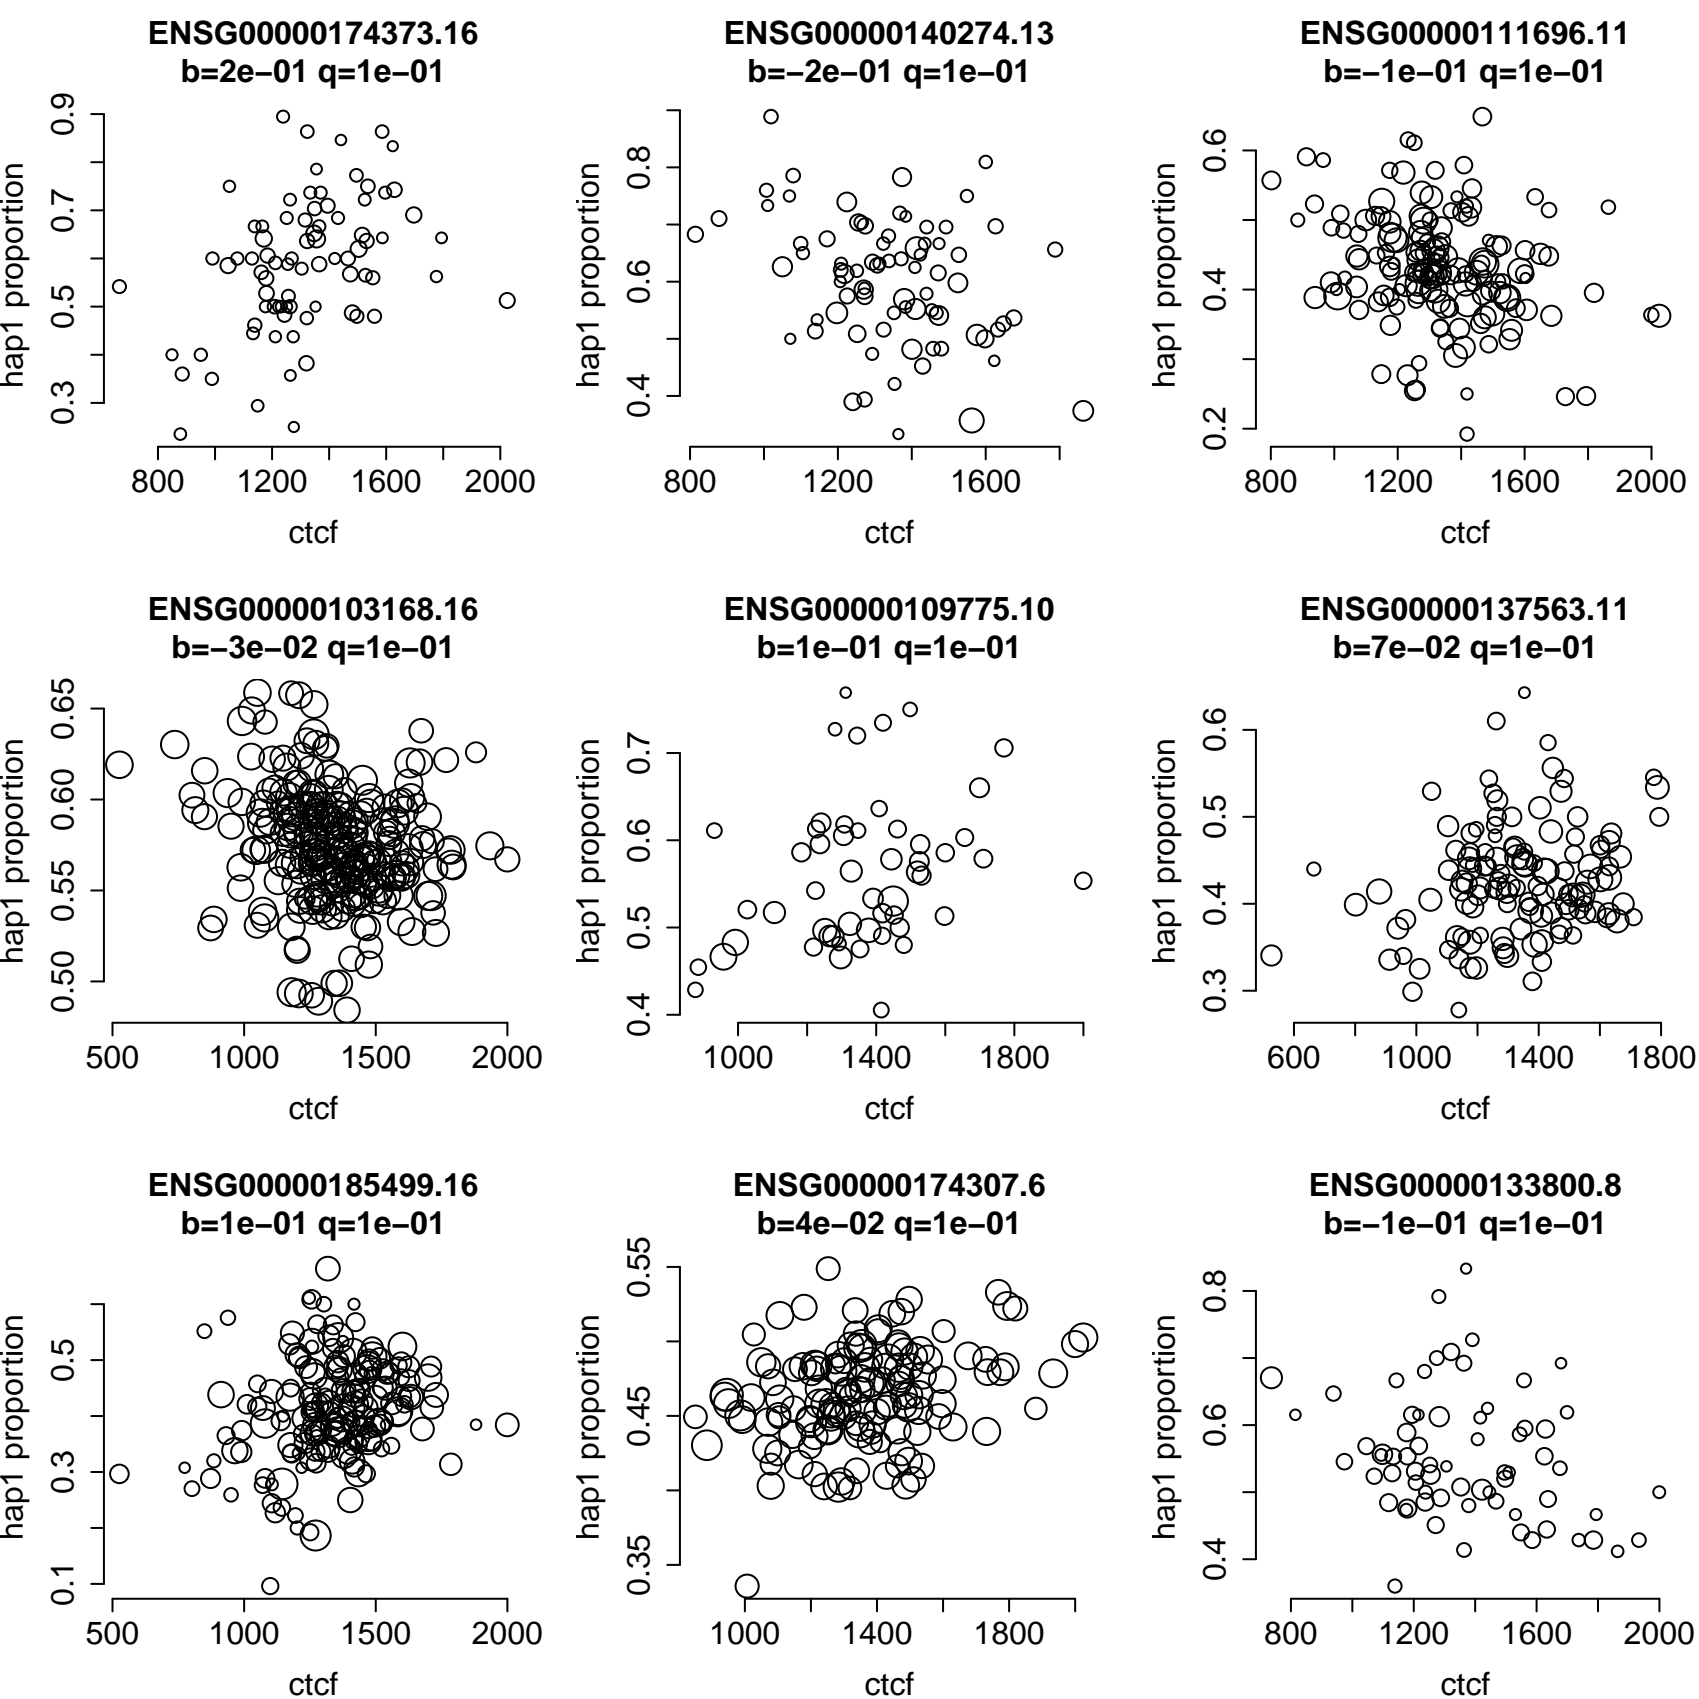 ENSG00000174373.16
b=2e−01 q=1e−01
hap1 proportion
0.3 0.5 0.7 0.9
800 1200 1600 2000
ctcf
ENSG00000140274.13
b=−2e−01 q=1e−01
hap1 proportion
0.4 0.6 0.8
800 1200 1600
ctcf
ENSG00000111696.11
b=−1e−01 q=1e−01
hap1 proportion
0.2 0.4 0.6
800 1200 1600 2000
ctcf
ENSG00000103168.16
b=−3e−02 q=1e−01
hap1 proportion
0.50 0.55 0.60 0.65
500 1000 1500 2000
ctcf
ENSG00000109775.10
b=1e−01 q=1e−01
hap1 proportion
0.4 0.5 0.6 0.7
1000 1400 1800
ctcf
ENSG00000137563.11
b=7e−02 q=1e−01
hap1 proportion
0.3 0.4 0.5 0.6
600 1000 1400 1800
ctcf
ENSG00000185499.16
b=1e−01 q=1e−01
hap1 proportion
0.1 0.3 0.5
500 1000 1500 2000
ctcf
ENSG00000174307.6
b=4e−02 q=1e−01
hap1 proportion
0.35 0.45 0.55
1000 1400 1800
ctcf
ENSG00000133800.8
b=−1e−01 q=1e−01
hap1 proportion
0.4 0.6 0.8
800 1200 1600 2000
ctcf